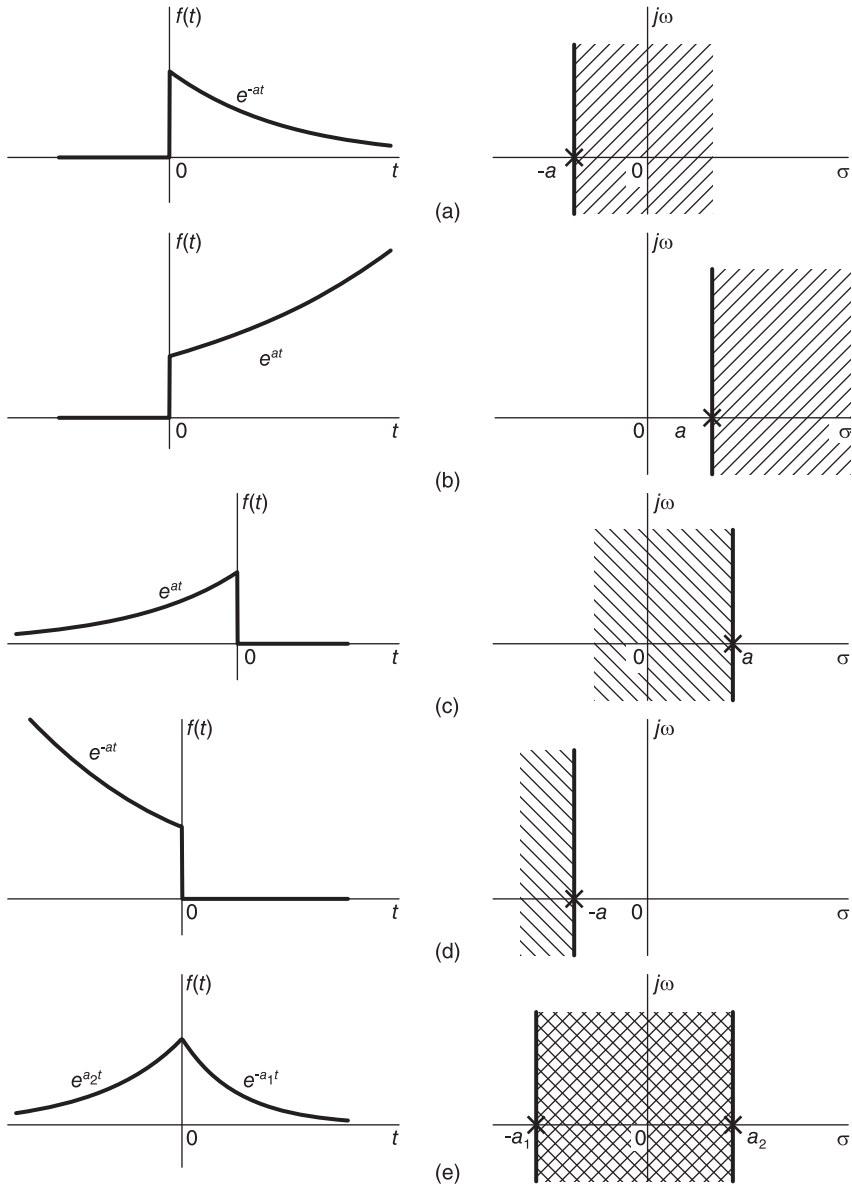 f(t)
e^-at
0
t
jω
-a
0
σ
(a)
f(t)
e^at
0
t
jω
0
a
σ
(b)
f(t)
e^at
0
t
jω
0
a
σ
(c)
f(t)
e^-at
0
t
jω
-a
0
σ
(d)
f(t)
e^a₂t
e^-a₁t
0
t
jω
-a₁
0
a₂
σ
(e)